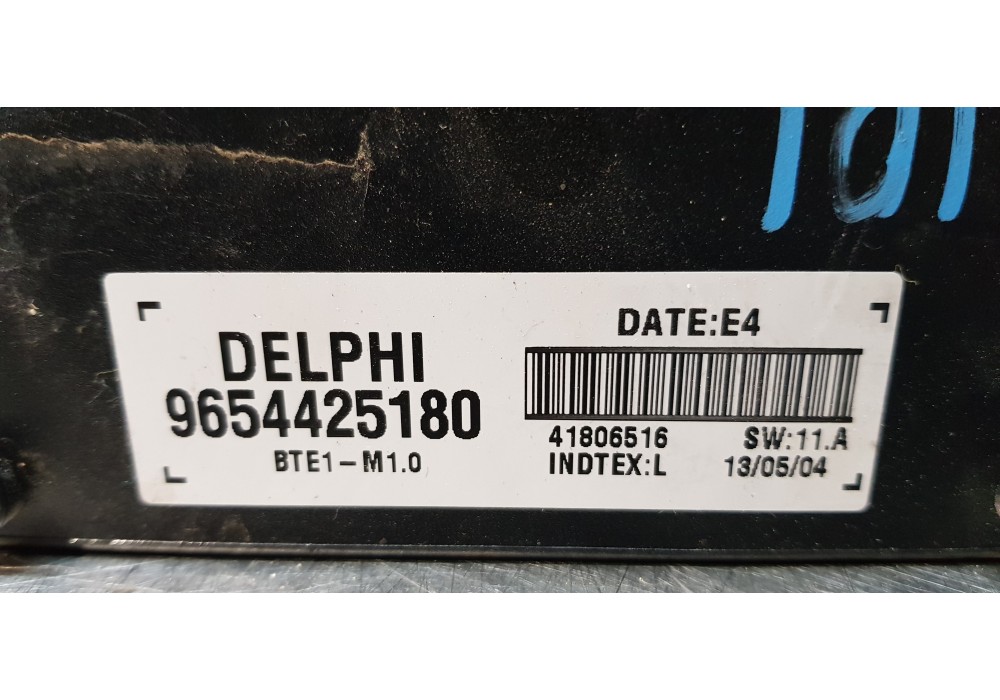 DELPHI
9654425180
BTE1-M1.0
DATE:E4
41806516 SW:11.A
INDTEX:L 13/05/04